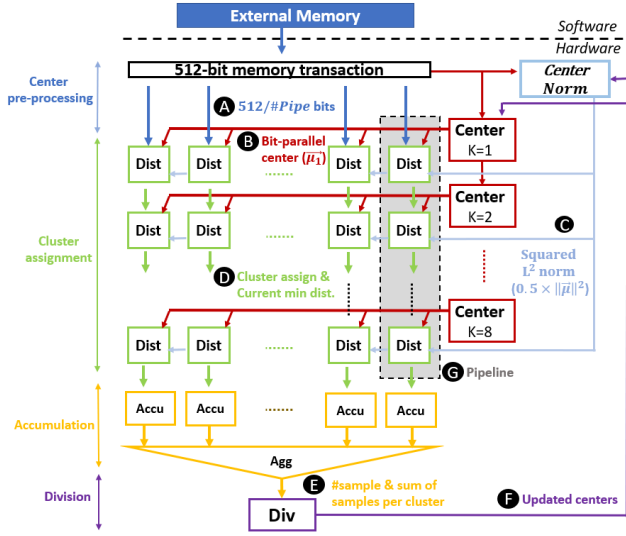 External Memory
Software
Hardware
512-bit memory transaction
Center
Norm
Center
pre-processing
A 512/#Pipe bits
B Bit-parallel
center (μ₁)
Center
K=1
Dist Dist ....... Dist Dist
Center
K=2
Dist Dist ....... Dist Dist
C
Cluster
assignment
Squared
L² norm
(0.5 × ‖μ‖²)
D Cluster assign &
Current min dist.
Center
K=8
Dist Dist ....... Dist Dist
G Pipeline
Accu Accu ....... Accu Accu
Accumulation
Agg
E #sample & sum of
samples per cluster
Division
Div
F Updated centers